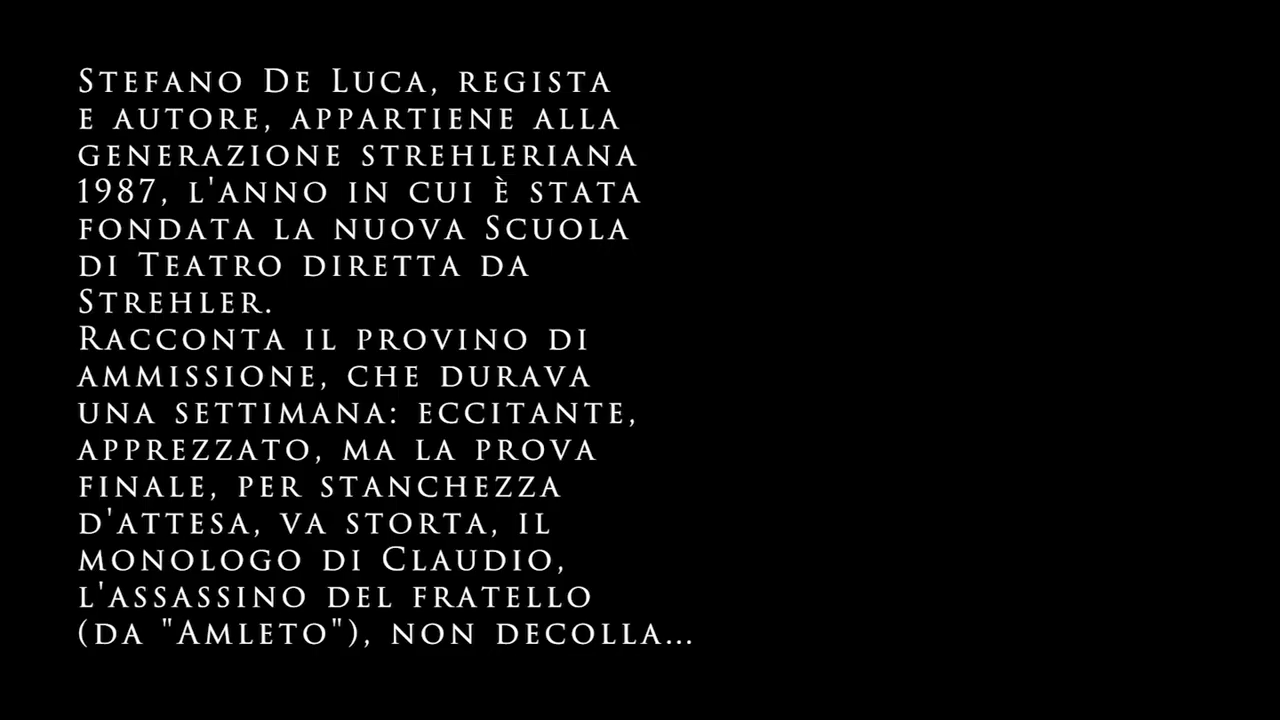 Stefano De Luca, regista
e autore, appartiene alla
generazione strehleriana
1987, l'anno in cui è stata
fondata la nuova Scuola
di Teatro diretta da
Strehler.
Racconta il provino di
ammissione, che durava
una settimana: eccitante,
apprezzato, ma la prova
finale, per stanchezza
d'attesa, va storta, il
monologo di Claudio,
l'assassino del fratello
(da "Amleto"), non decolla...